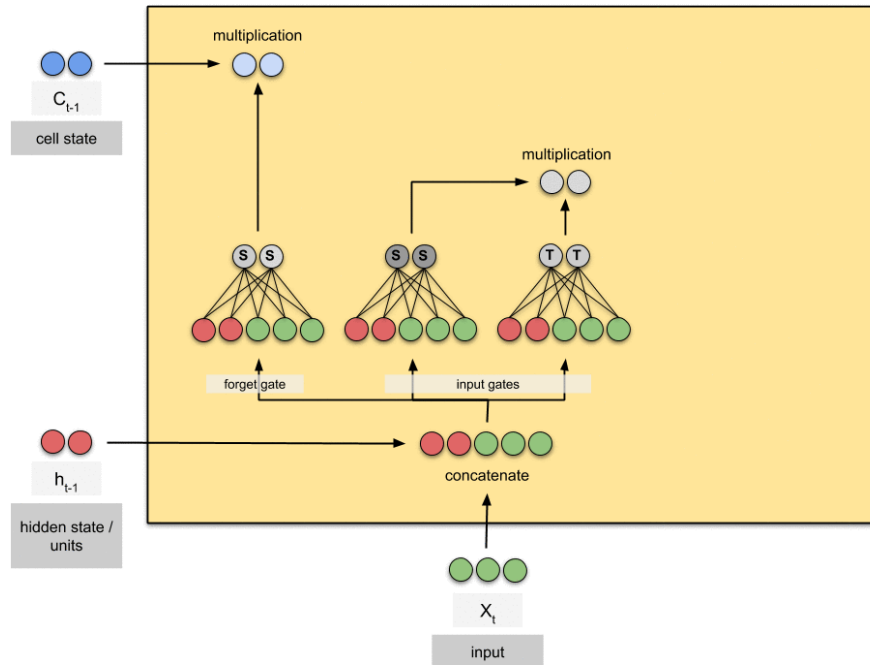 multiplication
C t-1
cell state
multiplication
S S
S S
T T
forget gate
input gates
h t-1
concatenate
hidden state /
units
X t
input